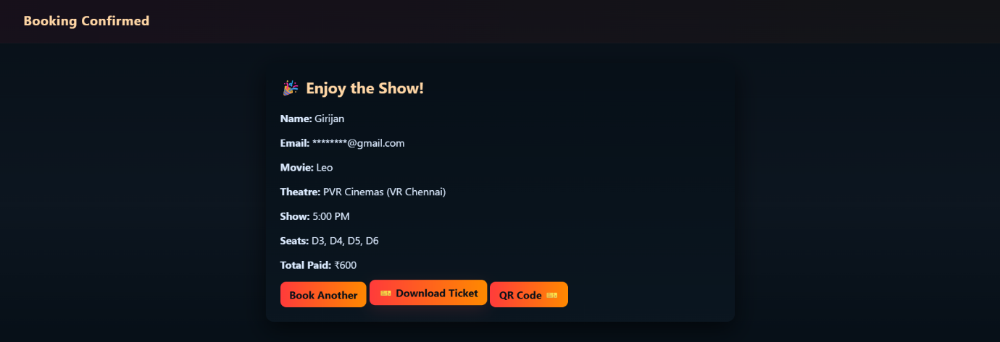 Booking Confirmed
🎉 Enjoy the Show!
Name: Girijan
Email: ********@gmail.com
Movie: Leo
Theatre: PVR Cinemas (VR Chennai)
Show: 5:00 PM
Seats: D3, D4, D5, D6
Total Paid: ₹600
Book Another 🎫 Download Ticket QR Code 🎫